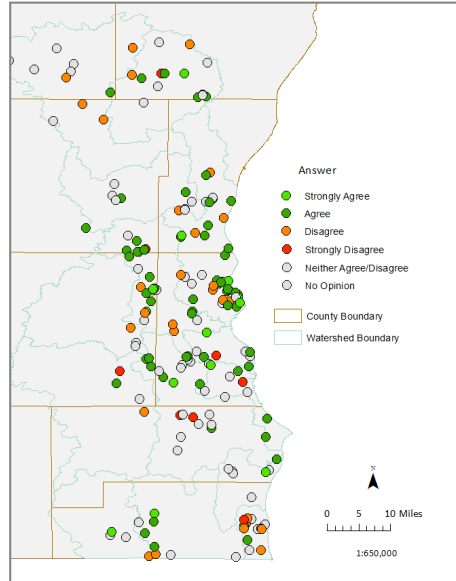 Answer
Strongly Agree
Agree
Disagree
Strongly Disagree
Neither Agree/Disagree
No Opinion
County Boundary
Watershed Boundary
N
0 5 10 Miles
1:650,000